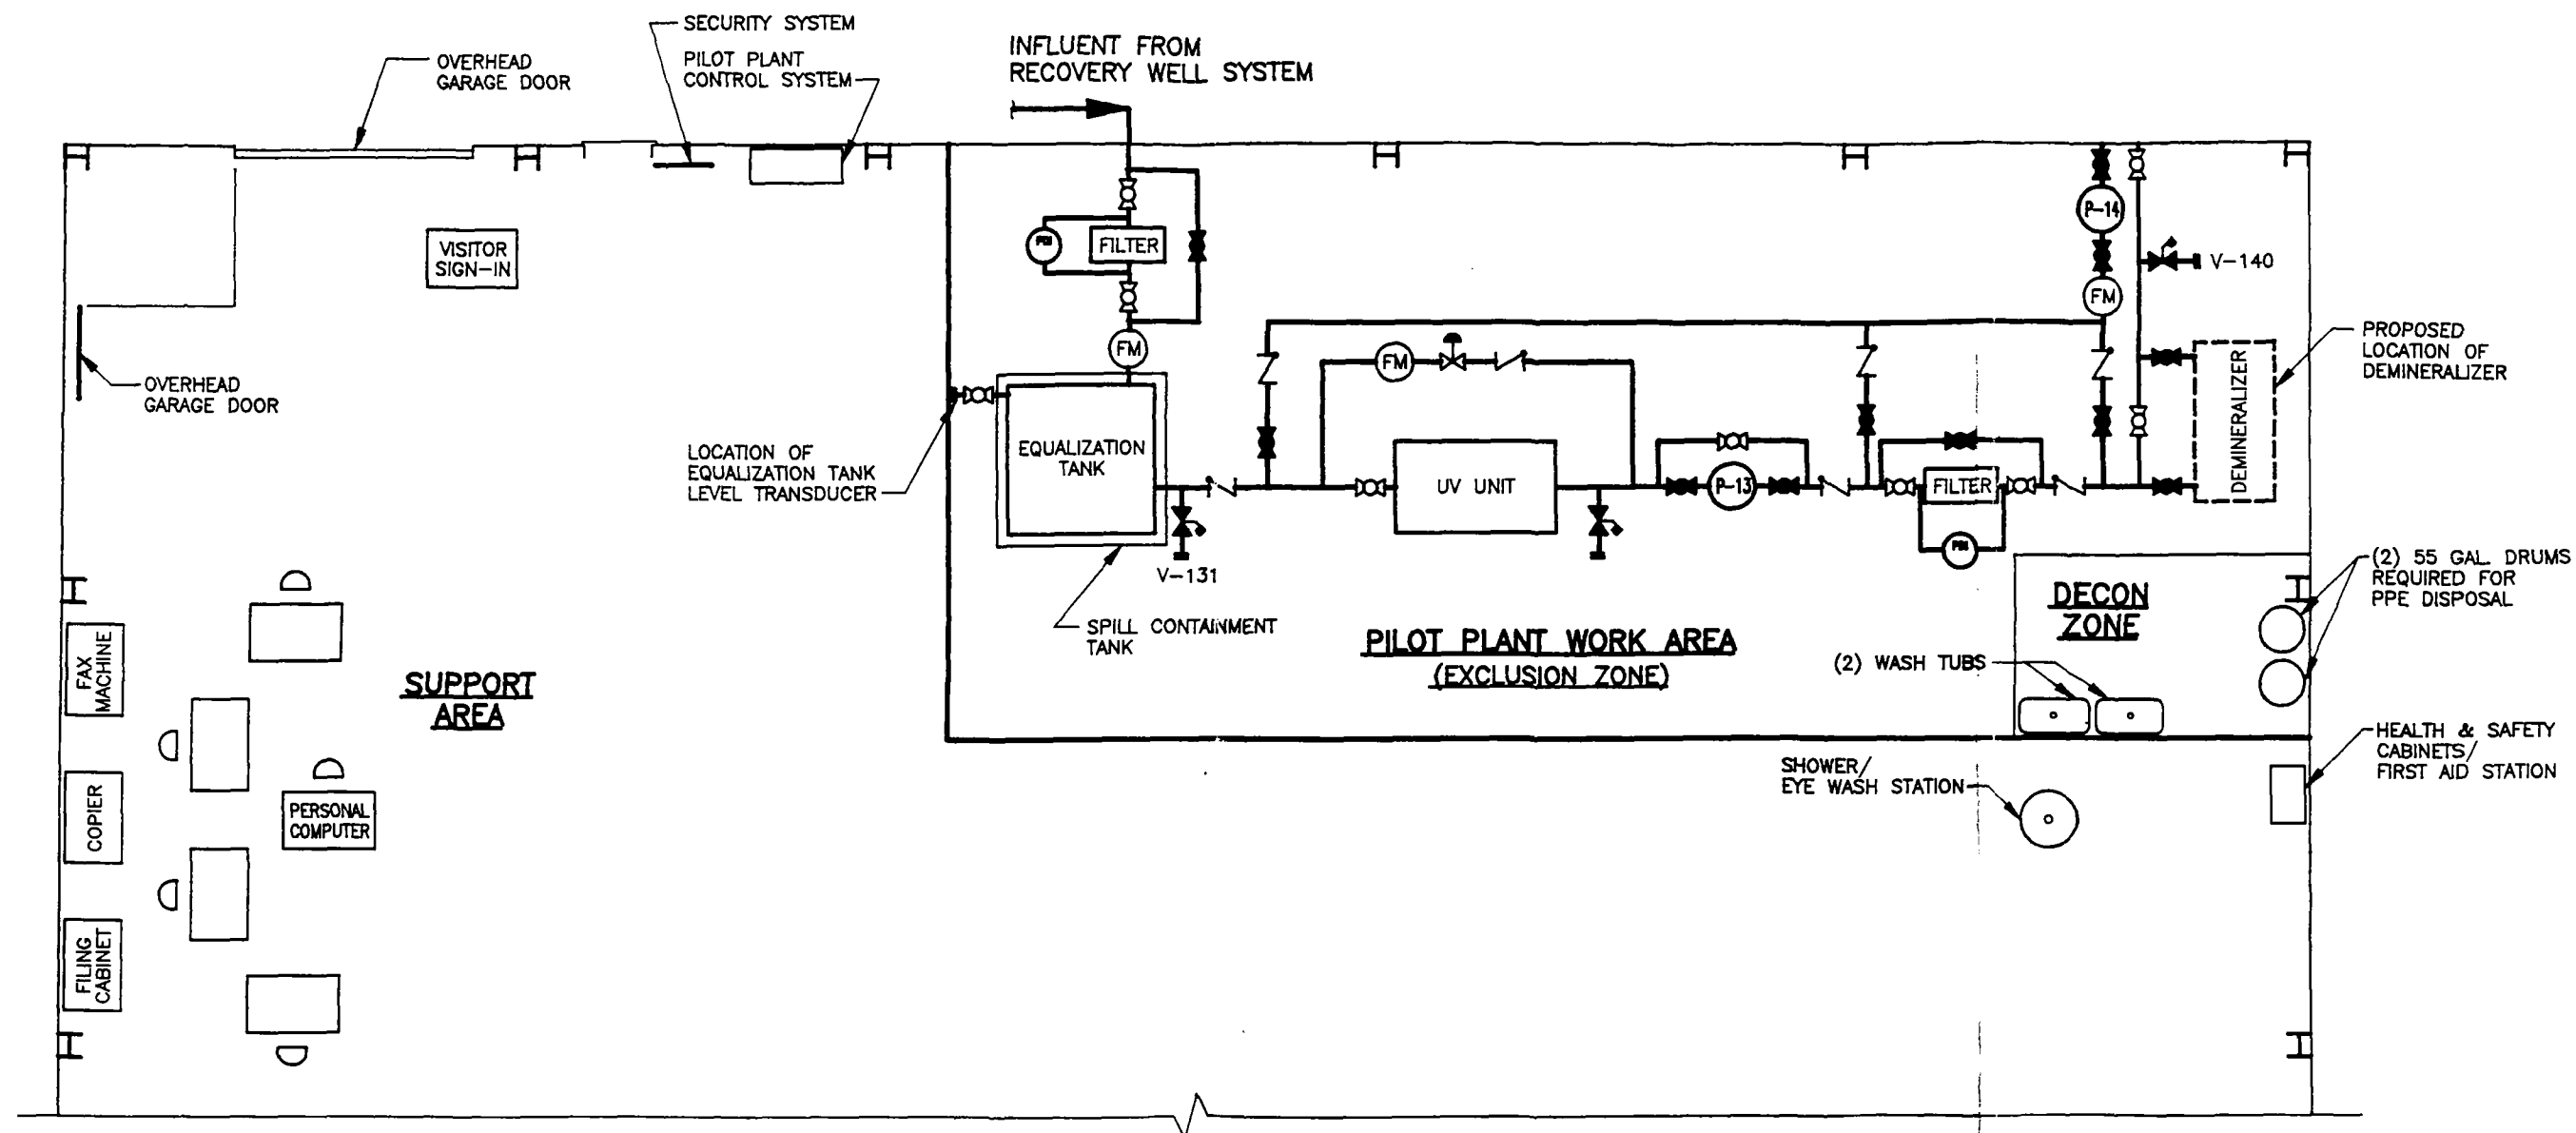 SECURITY SYSTEM
PILOT PLANT
CONTROL SYSTEM
OVERHEAD
GARAGE DOOR
INFLUENT FROM
RECOVERY WELL SYSTEM
VISITOR
SIGN-IN
FILTER
P-14
V-140
FM
FM
FM
PROPOSED
LOCATION OF
DEMINERALIZER
DEMINERALIZER
OVERHEAD
GARAGE DOOR
LOCATION OF
EQUALIZATION TANK
LEVEL TRANSDUCER
EQUALIZATION
TANK
UV UNIT
P-13
FILTER
V-131
SPILL CONTAINMENT
TANK
PILOT PLANT WORK AREA
(EXCLUSION ZONE)
DECON
ZONE
(2) 55 GAL. DRUMS
REQUIRED FOR
PPE DISPOSAL
(2) WASH TUBS
FAX
MACHINE
SUPPORT
AREA
COPIER
PERSONAL
COMPUTER
FILING
CABINET
SHOWER/
EYE WASH STATION
HEALTH & SAFETY
CABINETS/
FIRST AID STATION